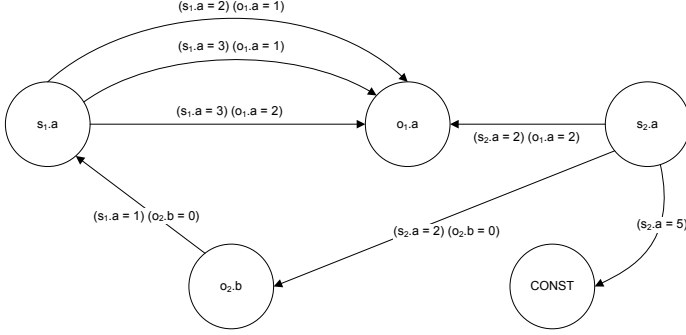 (s₁.a = 2) (o₁.a = 1)
(s₁.a = 3) (o₁.a = 1)
(s₁.a = 3) (o₁.a = 2)
s₁.a
o₁.a
s₂.a
(s₂.a = 2) (o₁.a = 2)
(s₁.a = 1) (o₂.b = 0)
(s₂.a = 2) (o₂.b = 0)
(s₂.a = 5)
o₂.b
CONST